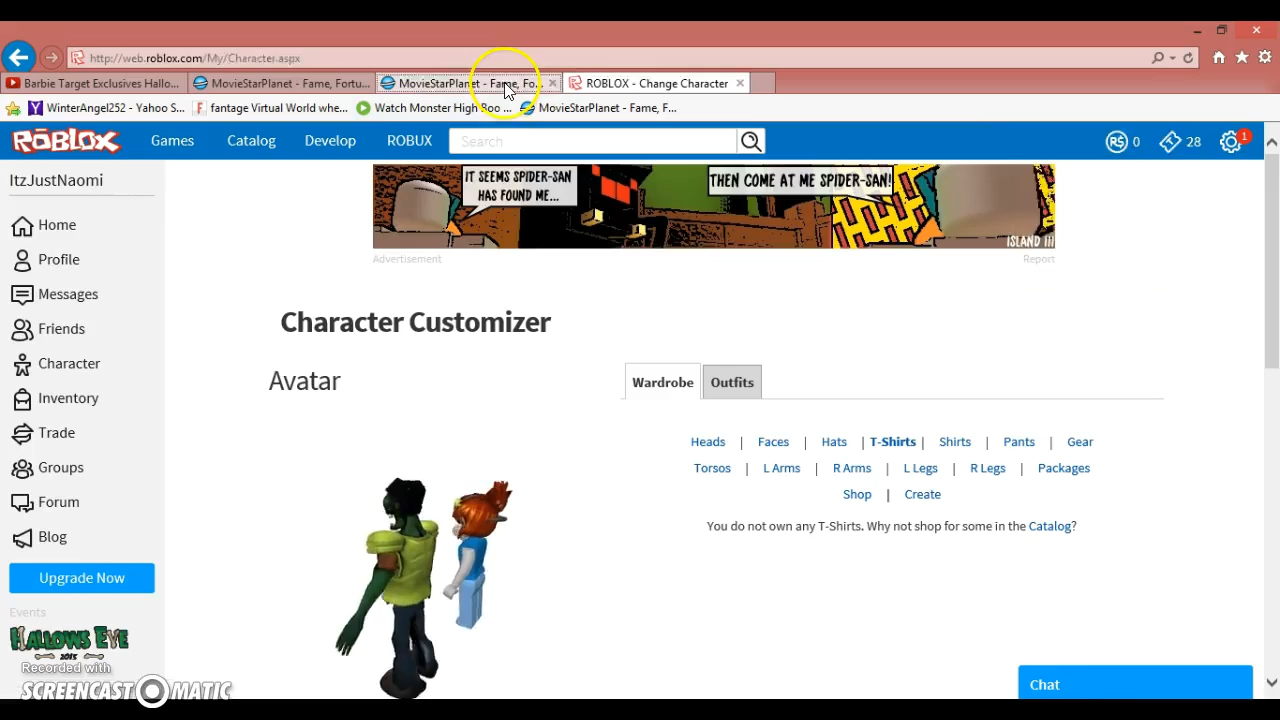 http://web.roblox.com/My/Character.aspx
Barbie Target Exclusives Hallo... MovieStarPlanet - Fame, Fortu... MovieStarPlanet - Fame, Fo... ROBLOX - Change Character
WinterAngel252 - Yahoo S... fantage Virtual World whe... Watch Monster High Boo ... MovieStarPlanet - Fame, F...
ROBLOX Games Catalog Develop ROBUX Search R$ 0 28 1
ItzJustNaomi
IT SEEMS SPIDER-SAN
HAS FOUND ME...
THEN COME AT ME SPIDER-SAN!
ISLAND III
Advertisement Report
Home
Profile
Messages
Friends
Character
Inventory
Trade
Groups
Forum
Blog
Upgrade Now
Events
HALLOWS EVE
2015
Recorded with
SCREENCAST-O-MATIC
Character Customizer
Avatar
Wardrobe Outfits
Heads | Faces | Hats | T-Shirts | Shirts | Pants | Gear
Torsos | L Arms | R Arms | L Legs | R Legs | Packages
Shop | Create
You do not own any T-Shirts. Why not shop for some in the Catalog?
Chat